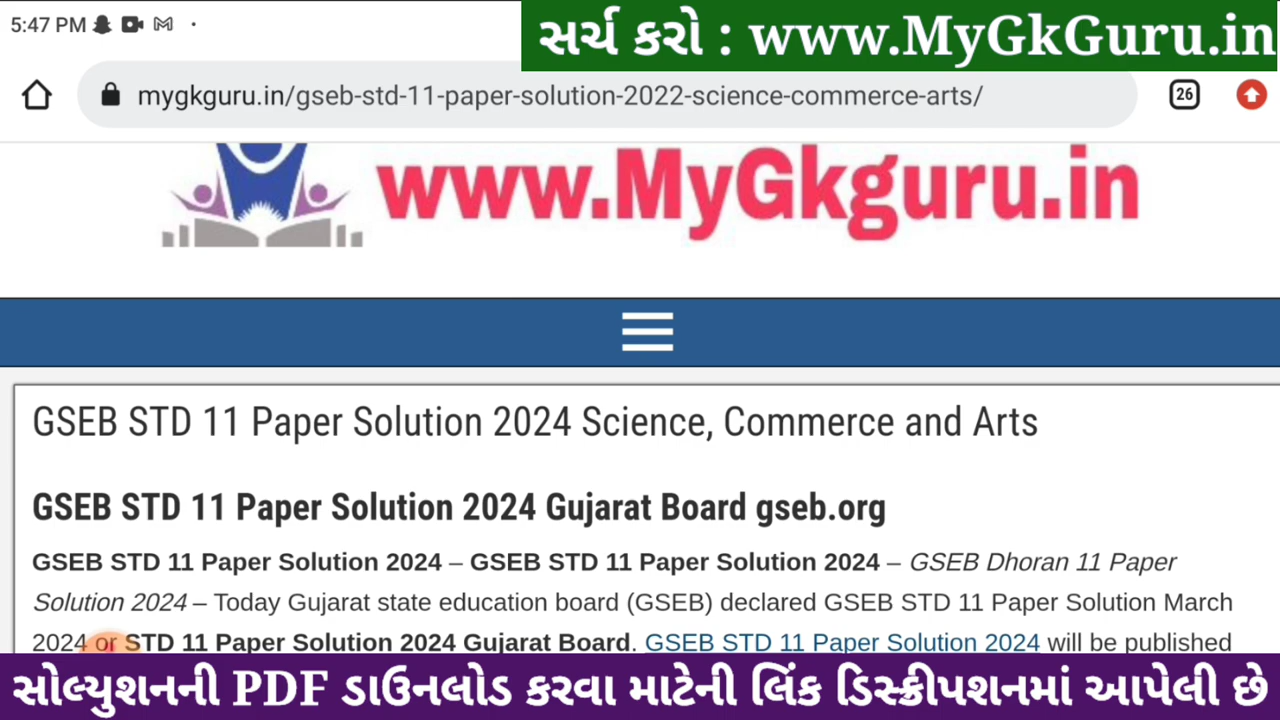 5:47 PM
સર્ચ કરો : www.MyGkGuru.in
mygkguru.in/gseb-std-11-paper-solution-2022-science-commerce-arts/
26
www.MyGkguru.in
GSEB STD 11 Paper Solution 2024 Science, Commerce and Arts
GSEB STD 11 Paper Solution 2024 Gujarat Board gseb.org
GSEB STD 11 Paper Solution 2024 – GSEB STD 11 Paper Solution 2024 – GSEB Dhoran 11 Paper
Solution 2024 – Today Gujarat state education board (GSEB) declared GSEB STD 11 Paper Solution March
2024 or STD 11 Paper Solution 2024 Gujarat Board. GSEB STD 11 Paper Solution 2024 will be published
સોલ્યુશનની PDF ડાઉનલોડ કરવા માટેની લિંક ડિસ્ક્રીપશનમાં આપેલી છે